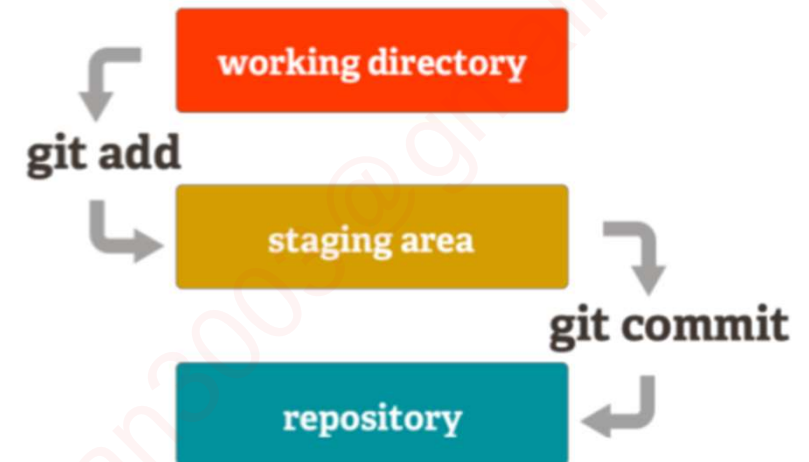 working directory
git add
staging area
git commit
repository